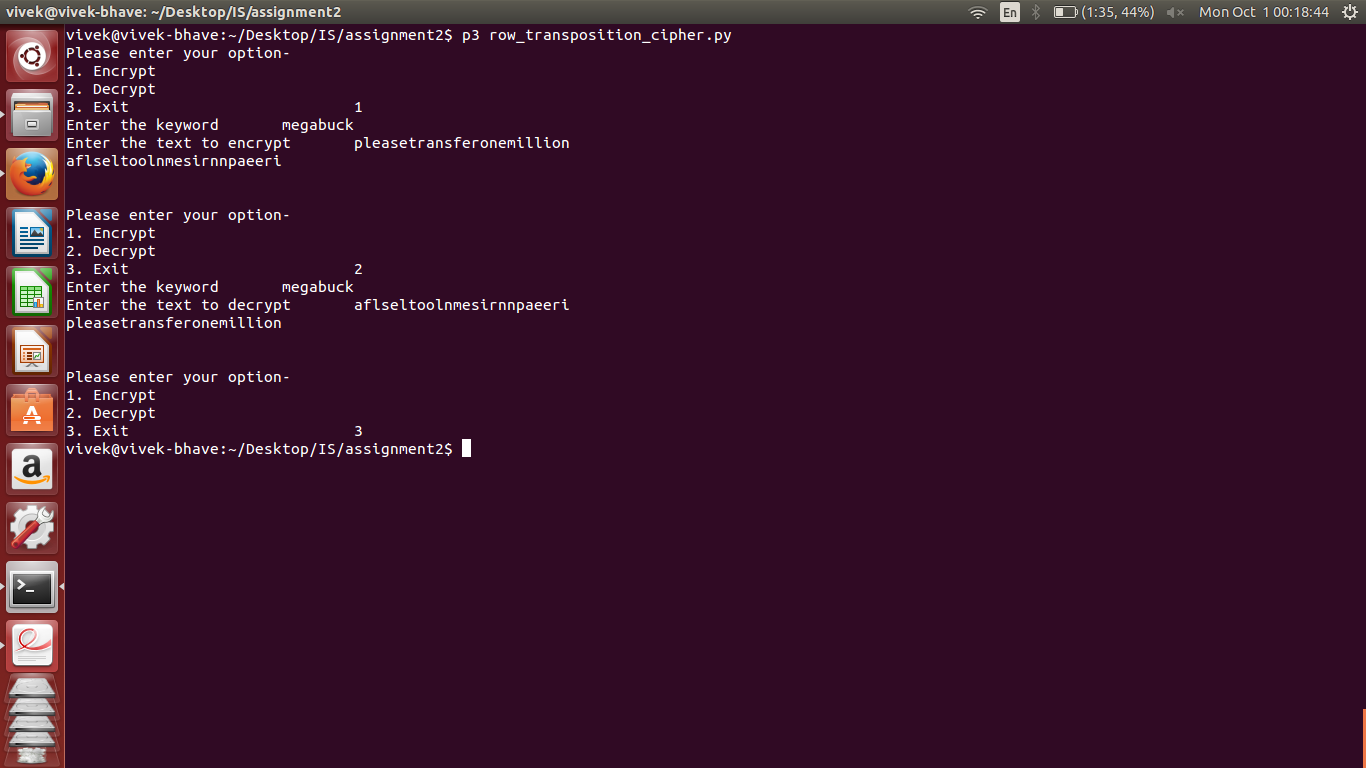 vivek@vivek-bhave: ~/Desktop/IS/assignment2 En (1:35, 44%) Mon Oct 1 00:18:44
vivek@vivek-bhave:~/Desktop/IS/assignment2$ p3 row_transposition_cipher.py
Please enter your option-
1. Encrypt
2. Decrypt
3. Exit 1
Enter the keyword megabuck
Enter the text to encrypt pleasetransferonemillion
aflseltoolnmesirnnpaeeri
Please enter your option-
1. Encrypt
2. Decrypt
3. Exit 2
Enter the keyword megabuck
Enter the text to decrypt aflseltoolnmesirnnpaeeri
pleasetransferonemillion
Please enter your option-
1. Encrypt
2. Decrypt
3. Exit 3
vivek@vivek-bhave:~/Desktop/IS/assignment2$